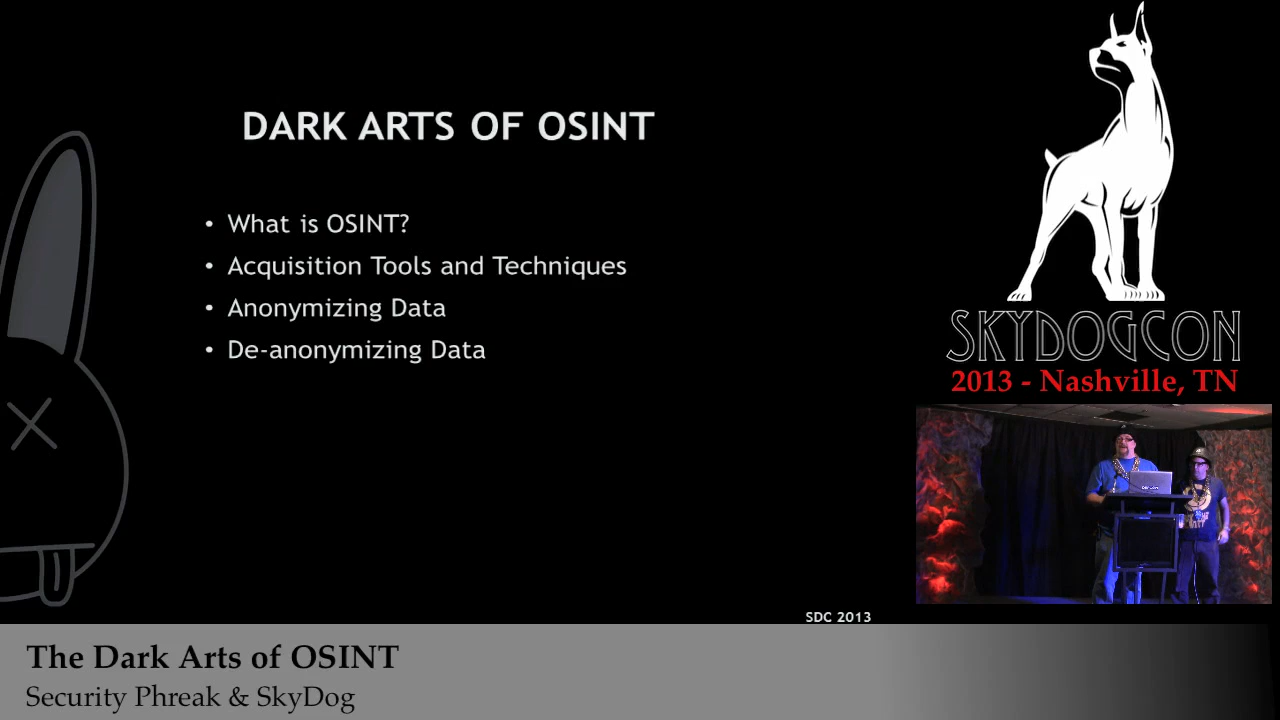 DARK ARTS OF OSINT
• What is OSINT?
• Acquisition Tools and Techniques
• Anonymizing Data
• De-anonymizing Data
SDC 2013
SKYDOGCON
2013 - Nashville, TN
The Dark Arts of OSINT
Security Phreak & SkyDog